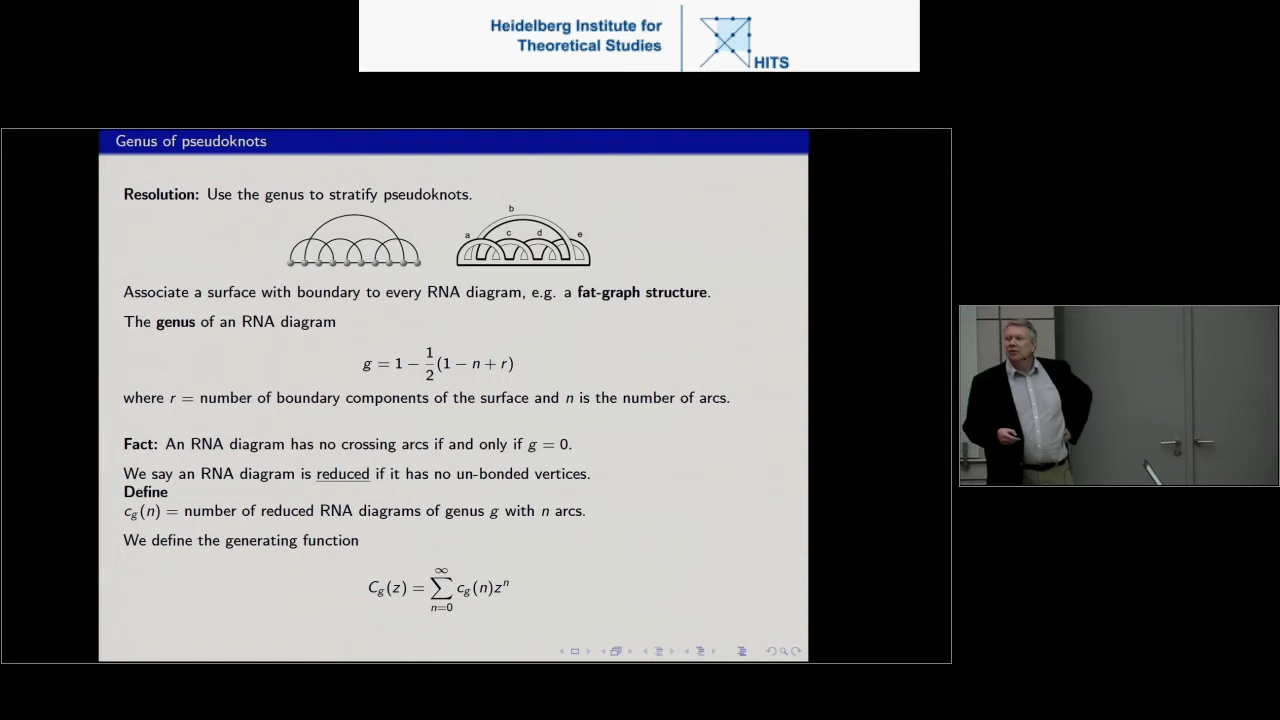 Heidelberg Institute for
Theoretical Studies
HITS
Genus of pseudoknots
Resolution: Use the genus to stratify pseudoknots.
b
a c d e
Associate a surface with boundary to every RNA diagram, e.g. a fat-graph structure.
The genus of an RNA diagram
g = 1 − 1/2 (1 − n + r)
where r = number of boundary components of the surface and n is the number of arcs.
Fact: An RNA diagram has no crossing arcs if and only if g = 0.
We say an RNA diagram is reduced if it has no un-bonded vertices.
Define
c_g(n) = number of reduced RNA diagrams of genus g with n arcs.
We define the generating function
C_g(z) = ∑_{n=0}^{∞} c_g(n)z^n